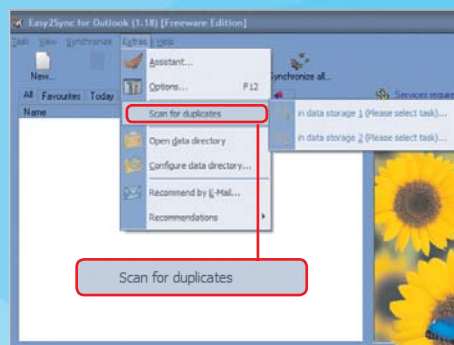 Easy2Sync for Outlook (1.18) [Freeware Edition]
Task View Synchronize Extras Help
New...
Assistant...
Synchronize all...
Options... F12
All Favourites Today
Services require
Name
Scan for duplicates
in data storage 1 (Please select task)...
in data storage 2 (Please select task)...
Open data directory
Configure data directory...
Recommend by E-Mail...
Recommendations
Scan for duplicates